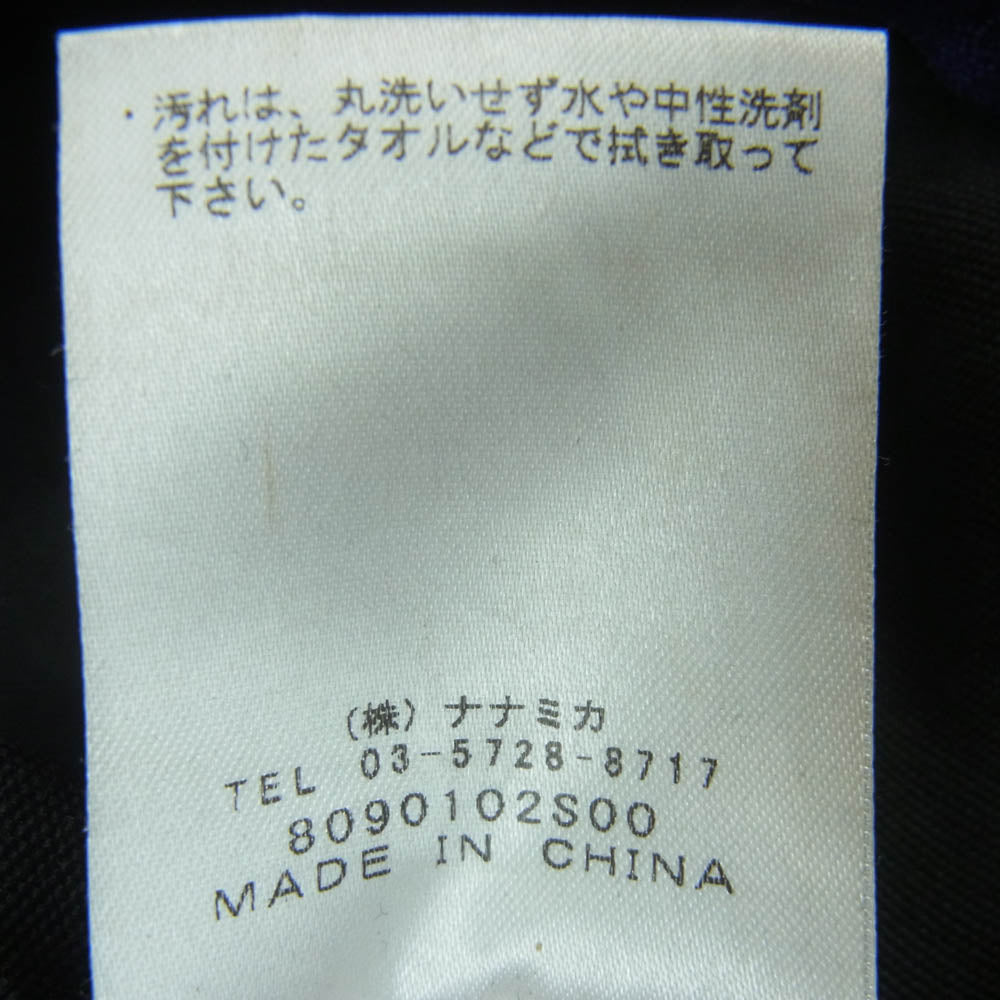 ・汚れは、丸洗いせず水や中性洗剤
を付けたタオルなどで拭き取って
下さい。
(株) ナナミカ
TEL 03-5728-8717
8090102S00
MADE IN CHINA